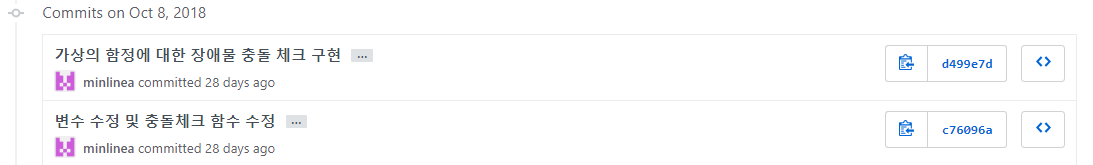 Commits on Oct 8, 2018
가상의 함정에 대한 장애물 충돌 체크 구현 ...
minlinea committed 28 days ago
d499e7d
변수 수정 및 충돌체크 함수 수정 ...
minlinea committed 28 days ago
c76096a